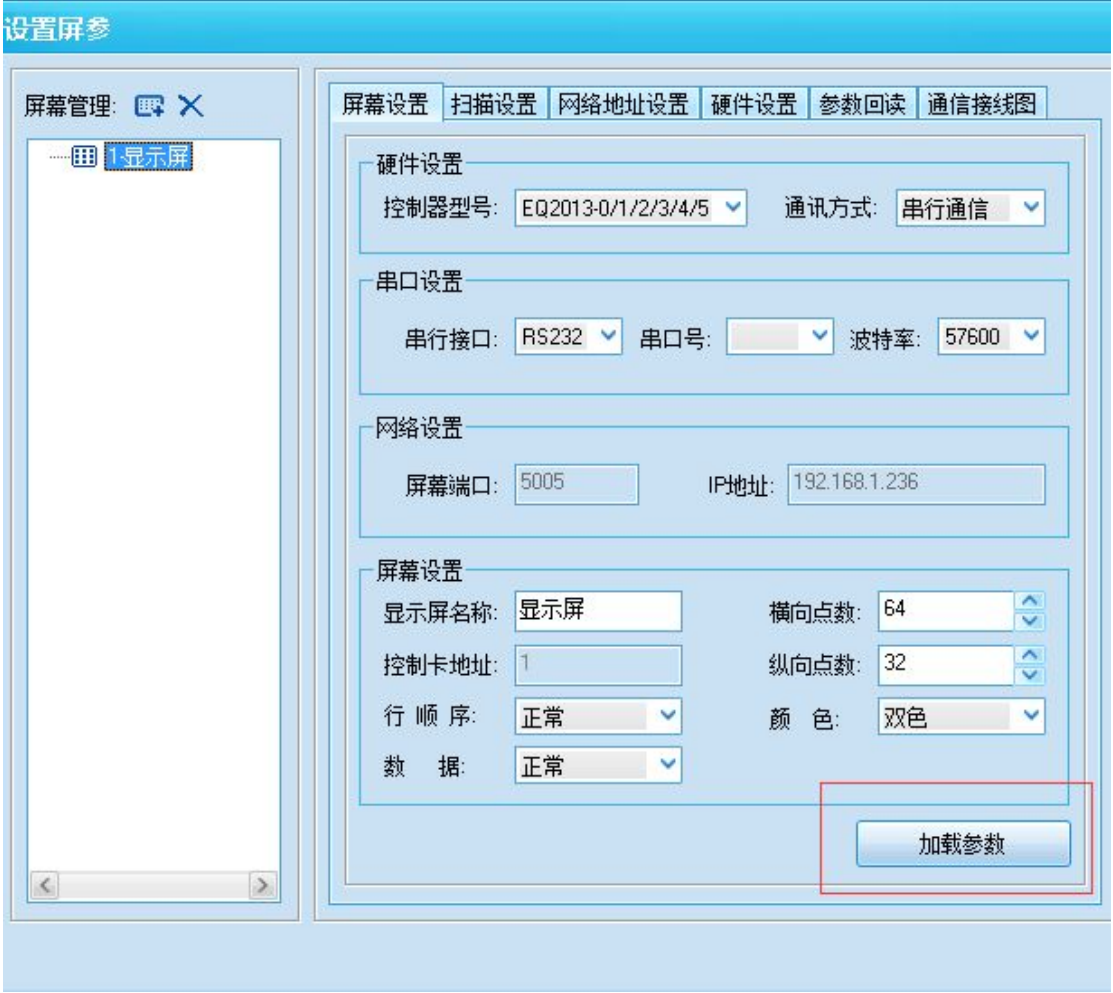 设置屏参
屏幕管理:
1-显示屏
屏幕设置 扫描设置 网络地址设置 硬件设置 参数回读 通信接线图
硬件设置
控制器型号: EQ2013-0/1/2/3/4/5 通讯方式: 串行通信
串口设置
串行接口: RS232 串口号: 波特率: 57600
网络设置
屏幕端口: 5005 IP地址: 192.168.1.236
屏幕设置
显示屏名称: 显示屏 横向点数: 64
控制卡地址: 1 纵向点数: 32
行 顺 序: 正常 颜 色: 双色
数 据: 正常
加载参数